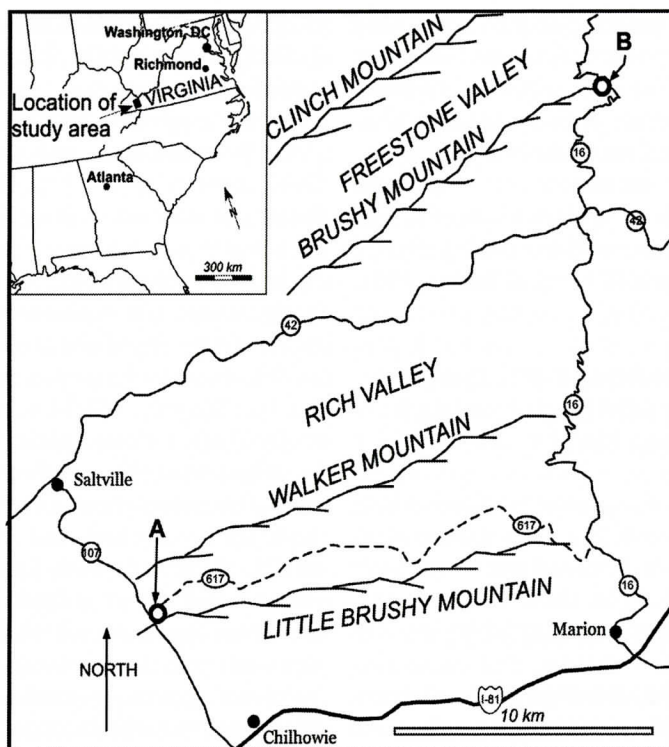 Washington, DC
Richmond
VIRGINIA
Location of
study area
Atlanta
N
300 km
CLINCH MOUNTAIN
FREESTONE VALLEY
BRUSHY MOUNTAIN
B
16
42
42
RICH VALLEY
16
WALKER MOUNTAIN
Saltville
A
107
617
617
LITTLE BRUSHY MOUNTAIN
16
Marion
NORTH
I-81
10 km
Chilhowie